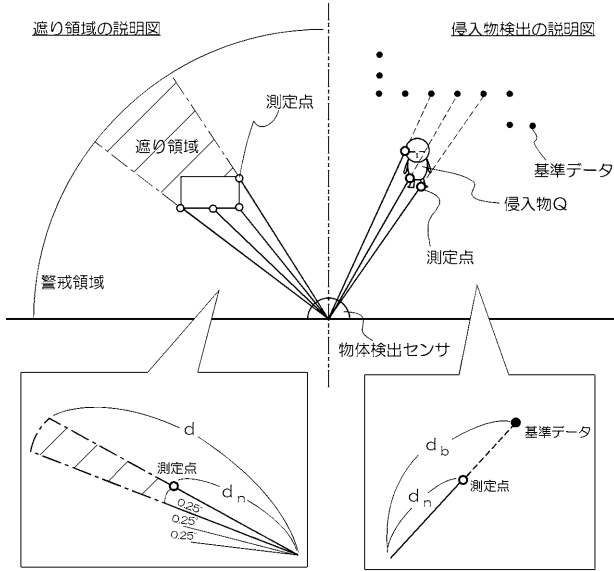 遮り領域の説明図
侵入物検出の説明図
測定点
遮り領域
基準データ
侵入物Q
測定点
警戒領域
物体検出センサ
d
測定点
dn
0.25°
0.25°
0.25°
基準データ
db
測定点
dn